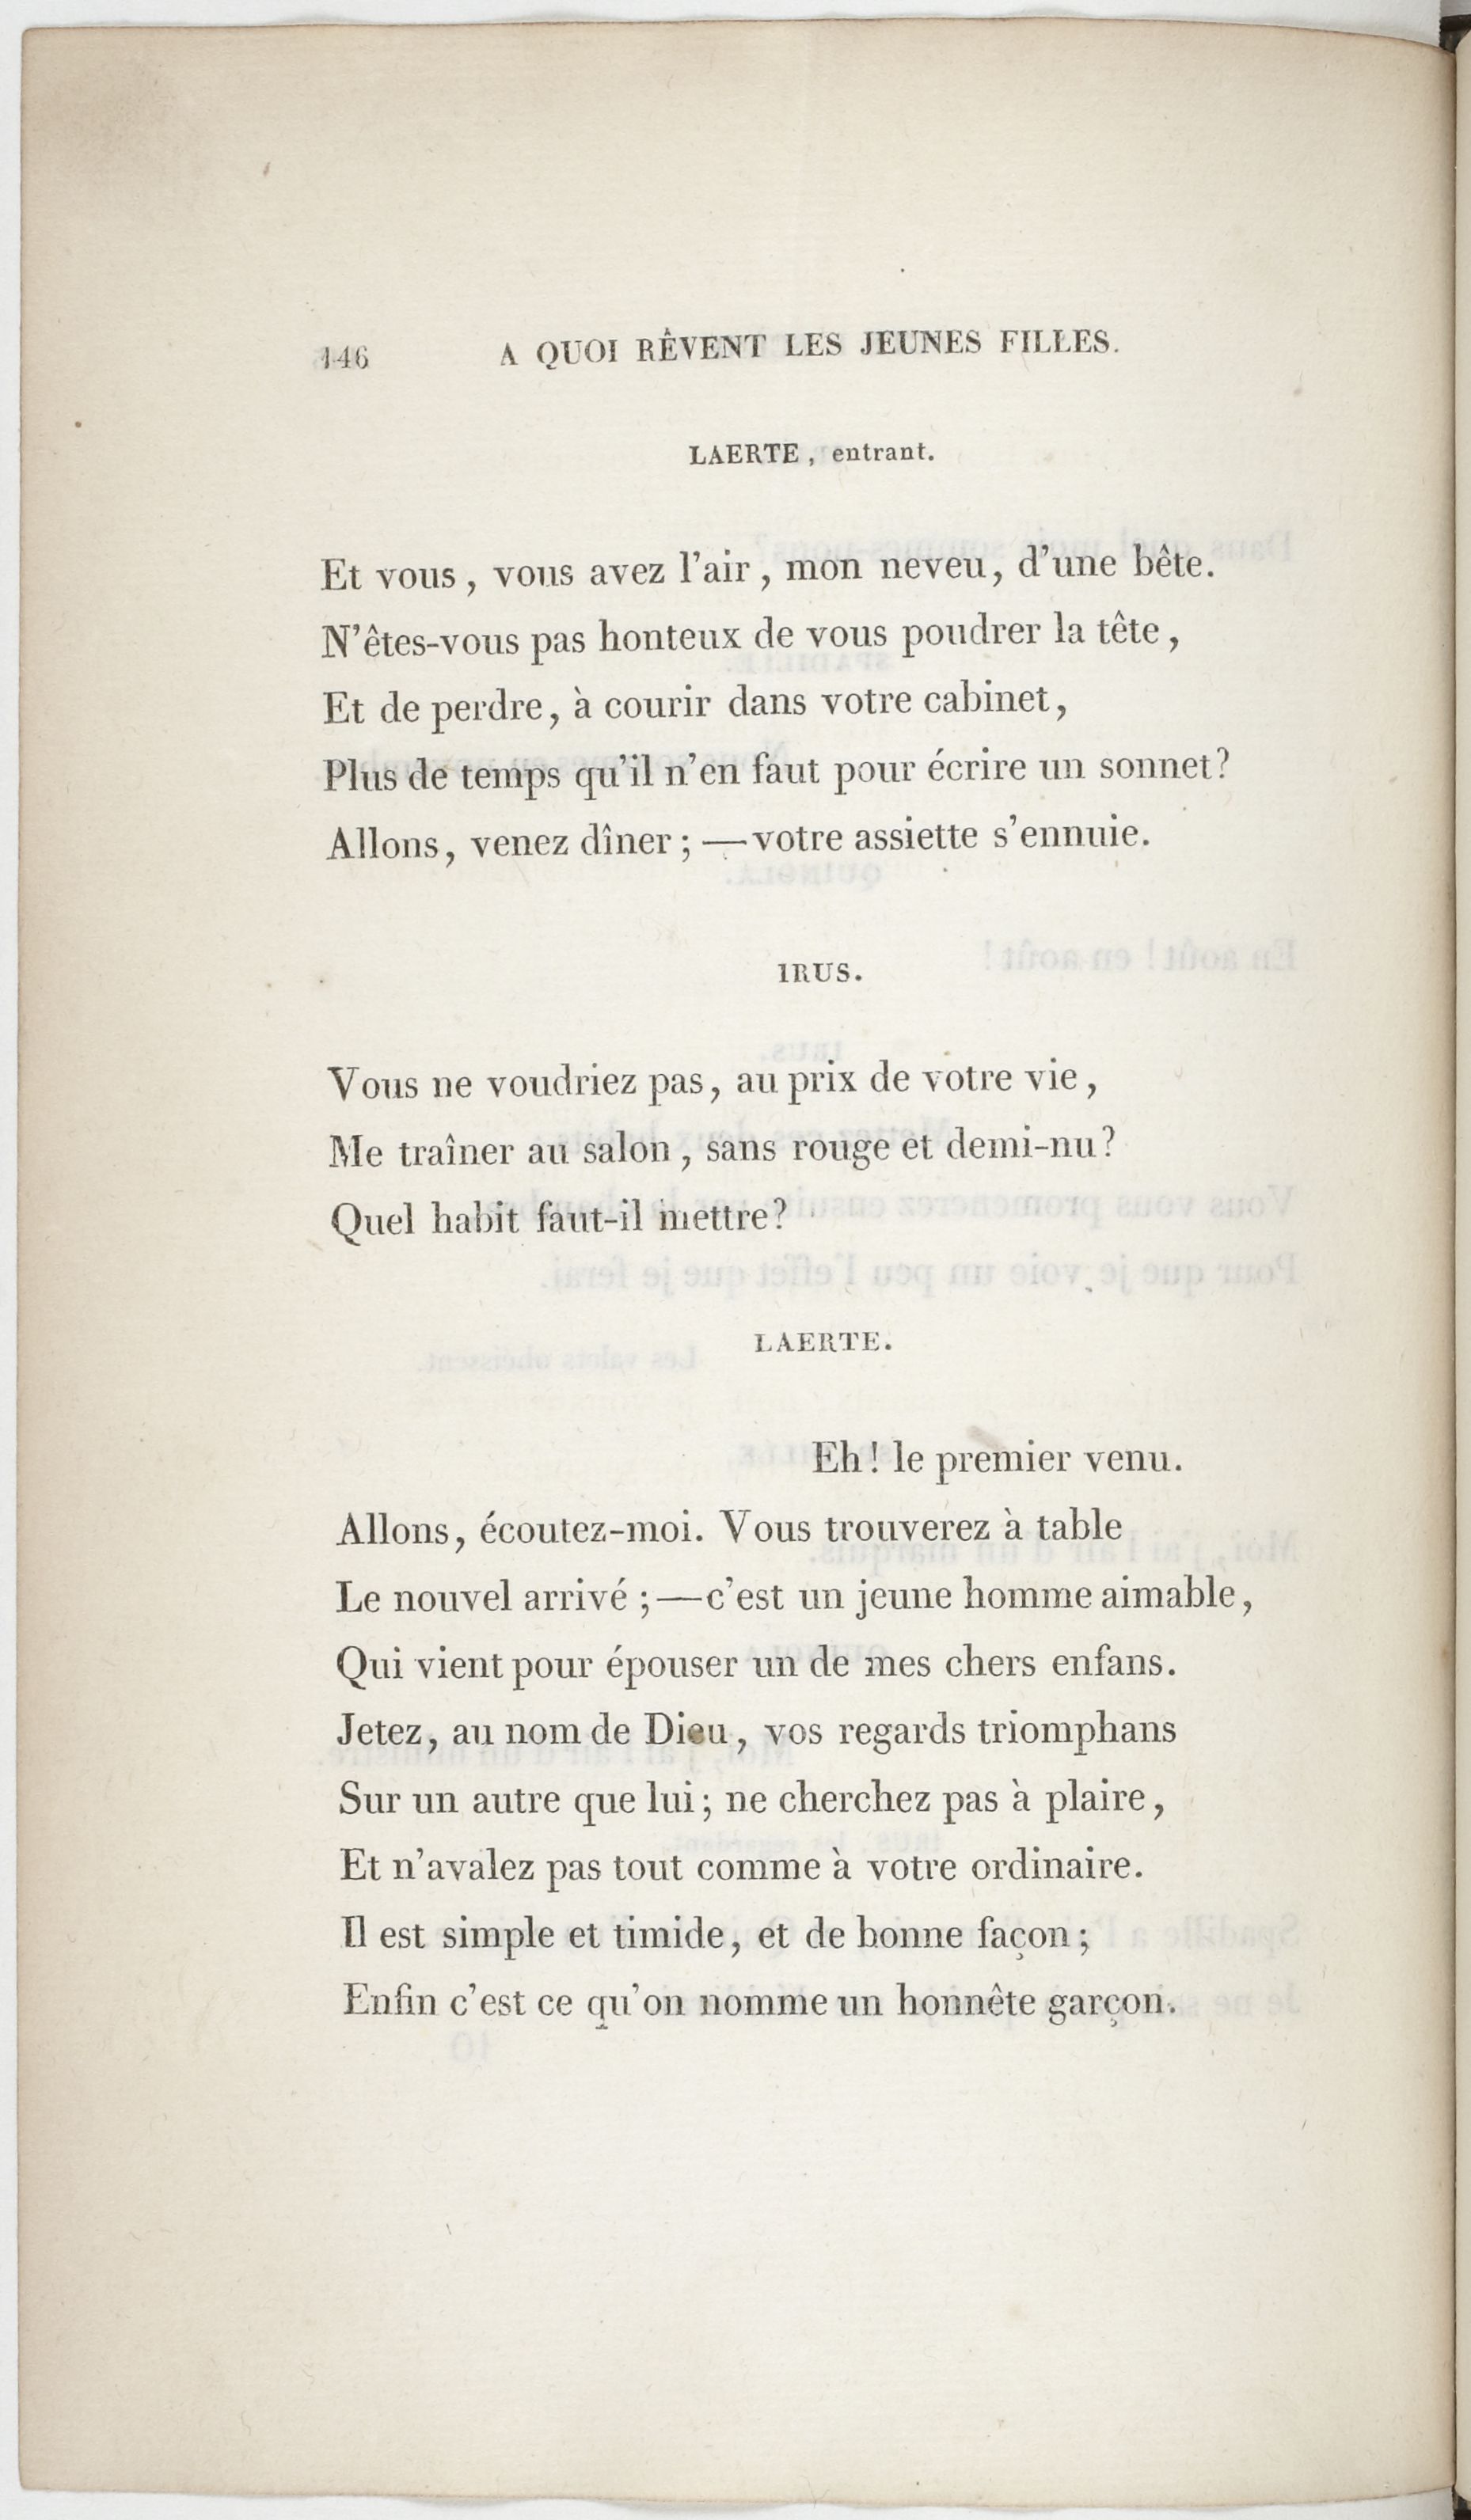 146 A QUOI RÊVENT LES JEUNES FILLES.
LAERTE, entrant.
Et vous, vous avez l'air, mon neveu, d'une bête.
N'êtes-vous pas honteux de vous poudrer la tête,
Et de perdre, à courir dans votre cabinet,
Plus de temps qu'il n'en faut pour écrire un sonnet?
Allons, venez dîner; —votre assiette s'ennuie.
IRUS.
Vous ne voudriez pas, au prix de votre vie,
Me traîner au salon, sans rouge et demi-nu?
Quel habit faut-il mettre?
LAERTE.
Eh! le premier venu.
Allons, écoutez-moi. Vous trouverez à table
Le nouvel arrivé;—c'est un jeune homme aimable,
Qui vient pour épouser un de mes chers enfans.
Jetez, au nom de Dieu, vos regards triomphans
Sur un autre que lui; ne cherchez pas à plaire,
Et n'avalez pas tout comme à votre ordinaire.
Il est simple et timide, et de bonne façon;
Enfin c'est ce qu'on nomme un honnête garçon.